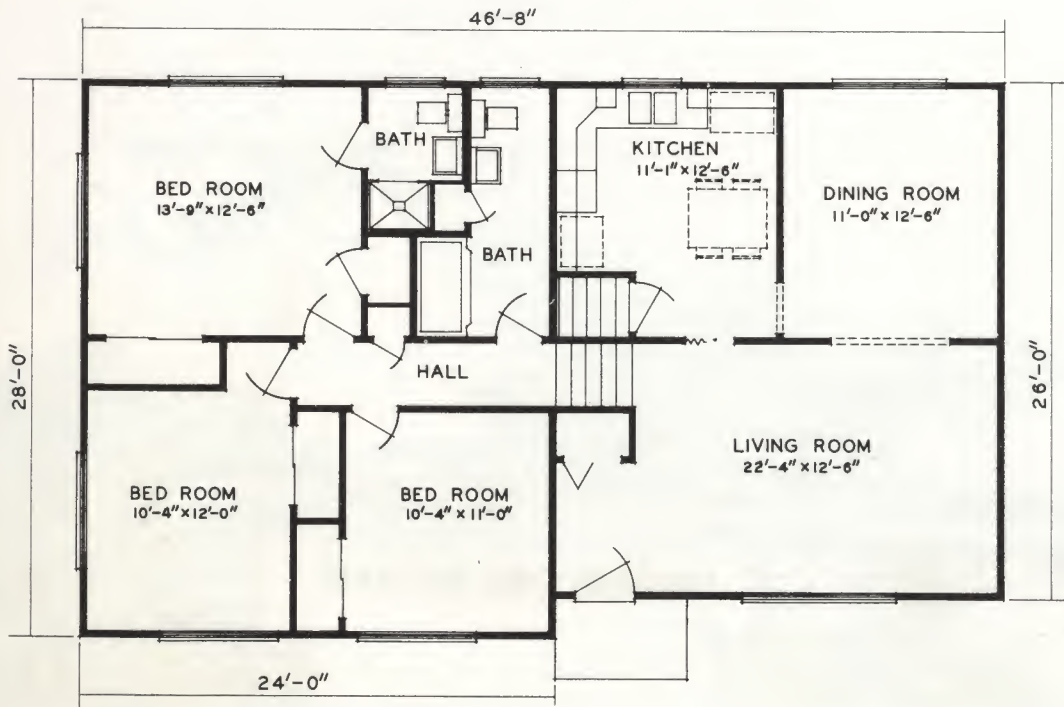 46'-8"
BATH
KITCHEN
11'-1" × 12'-6"
BED ROOM
13'-9" × 12'-6"
DINING ROOM
11'-0" × 12'-6"
BATH
28'-0"
26'-0"
HALL
LIVING ROOM
22'-4" × 12'-6"
BED ROOM
10'-4" × 12'-0"
BED ROOM
10'-4" × 11'-0"
24'-0"